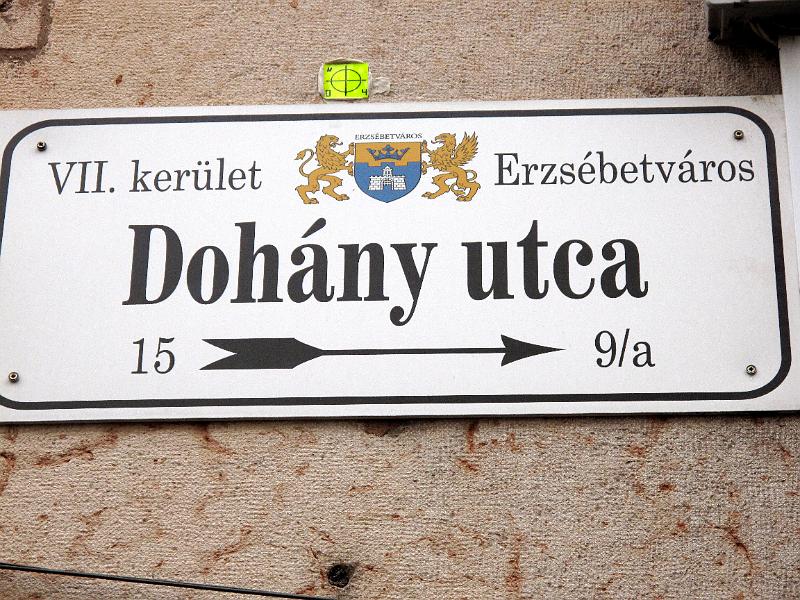 ERZSÉBETVÁROS
VII. kerület Erzsébetváros
Dohány utca
15 9/a